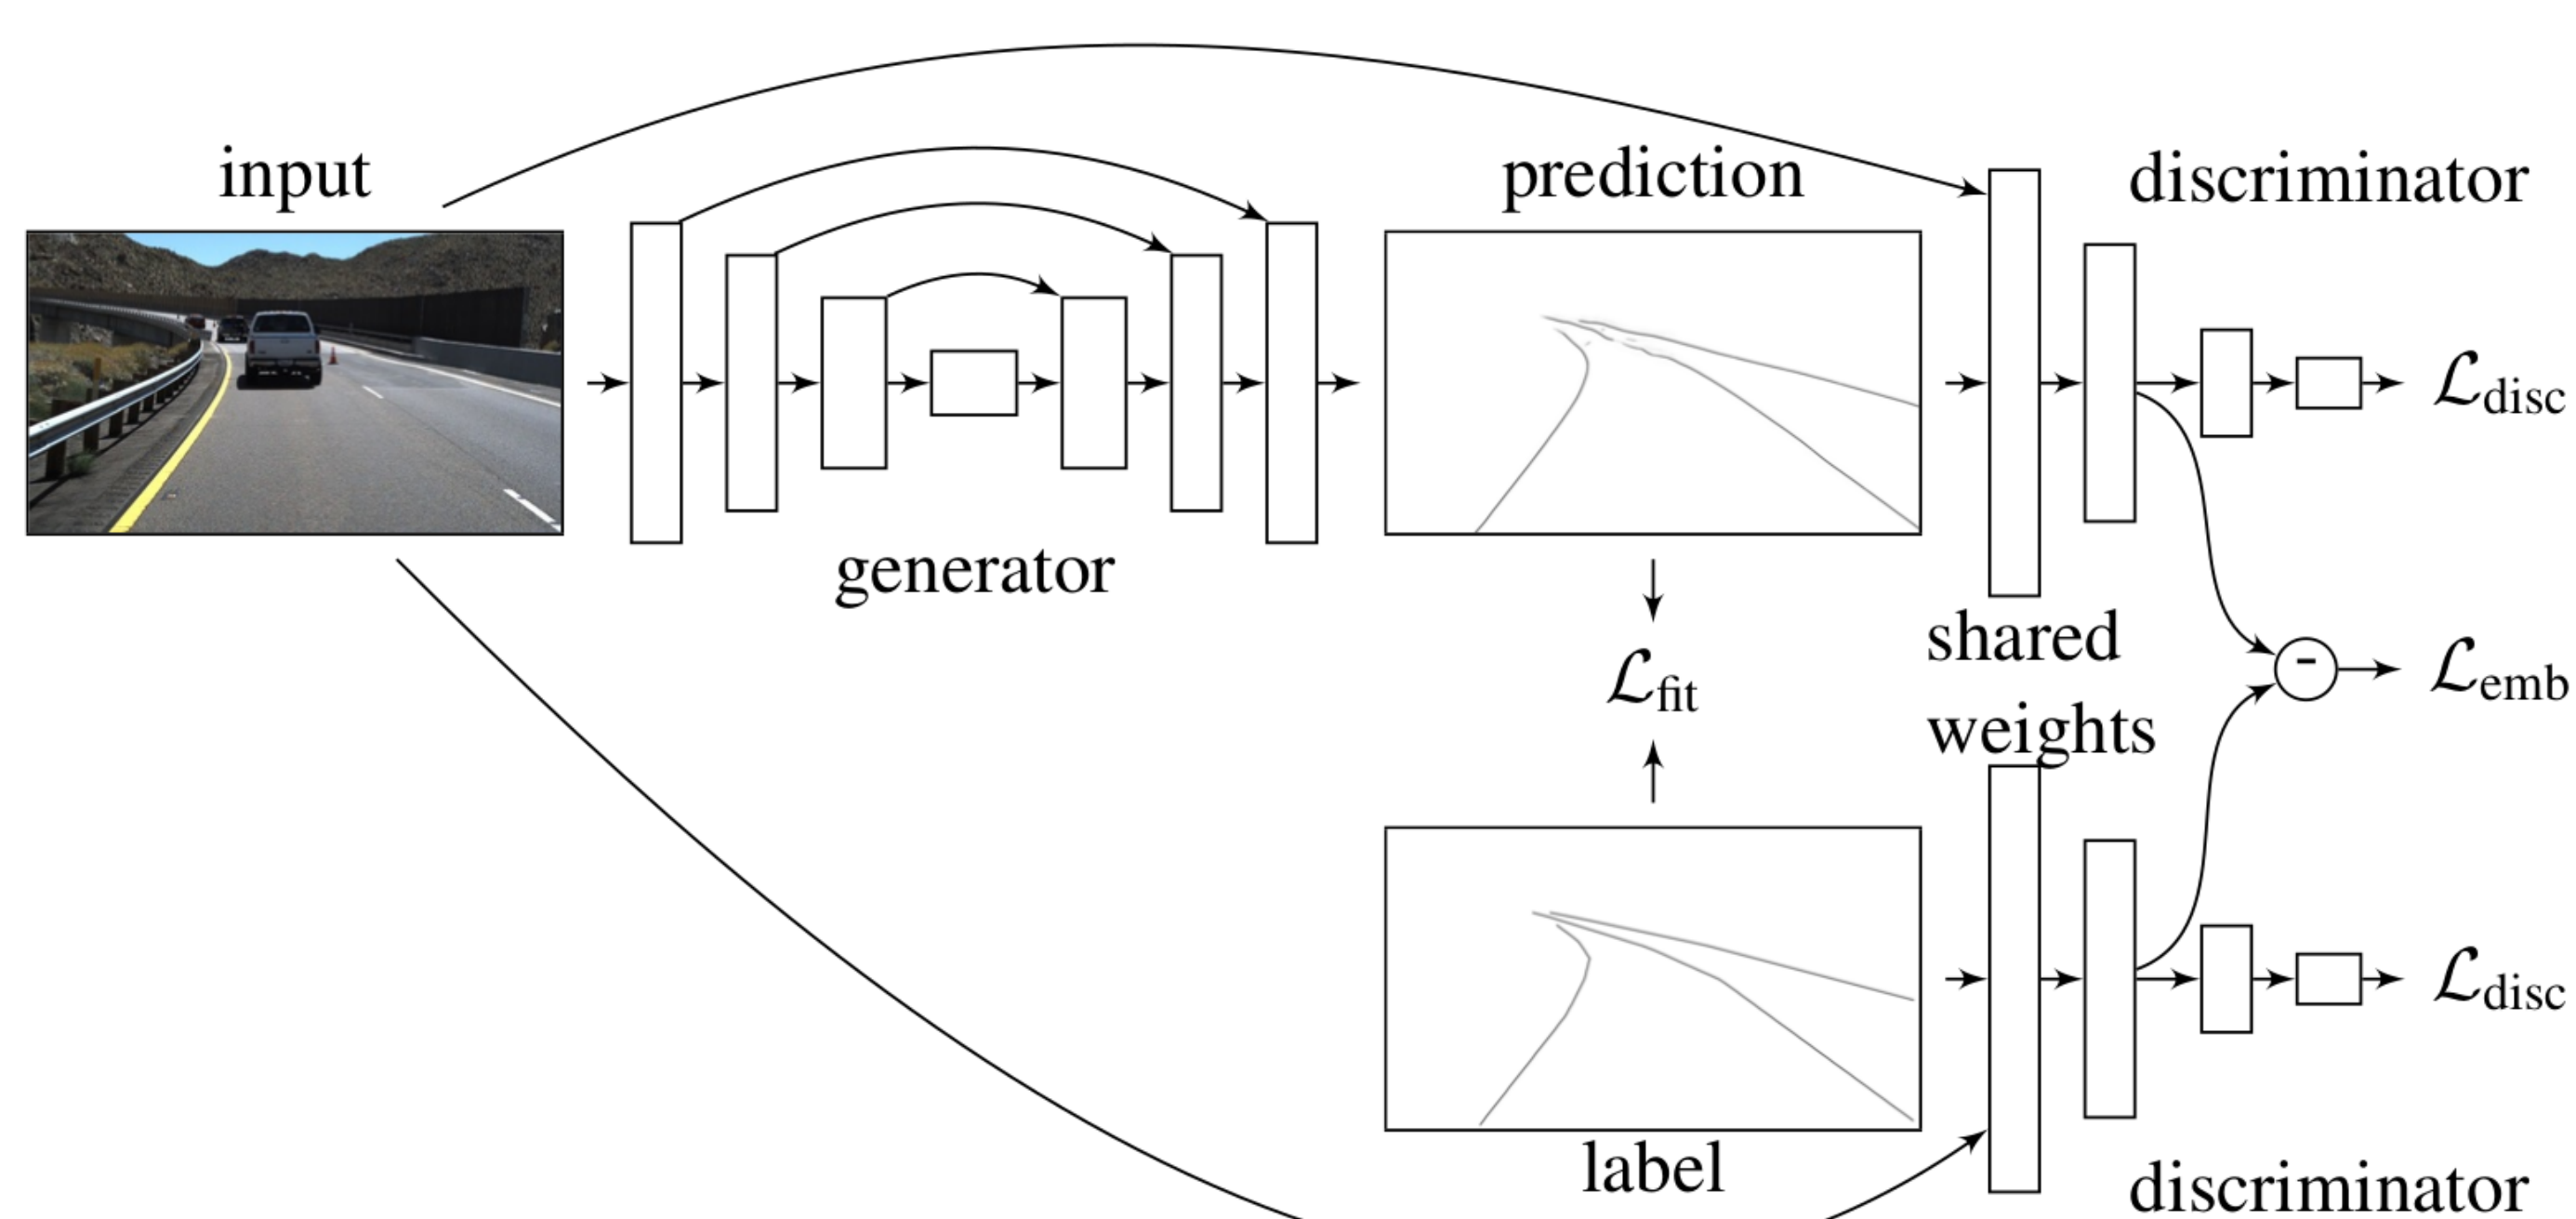 input
prediction
discriminator
ℒdisc
generator
shared
weights
ℒfit
-
ℒemb
ℒdisc
label
discriminator